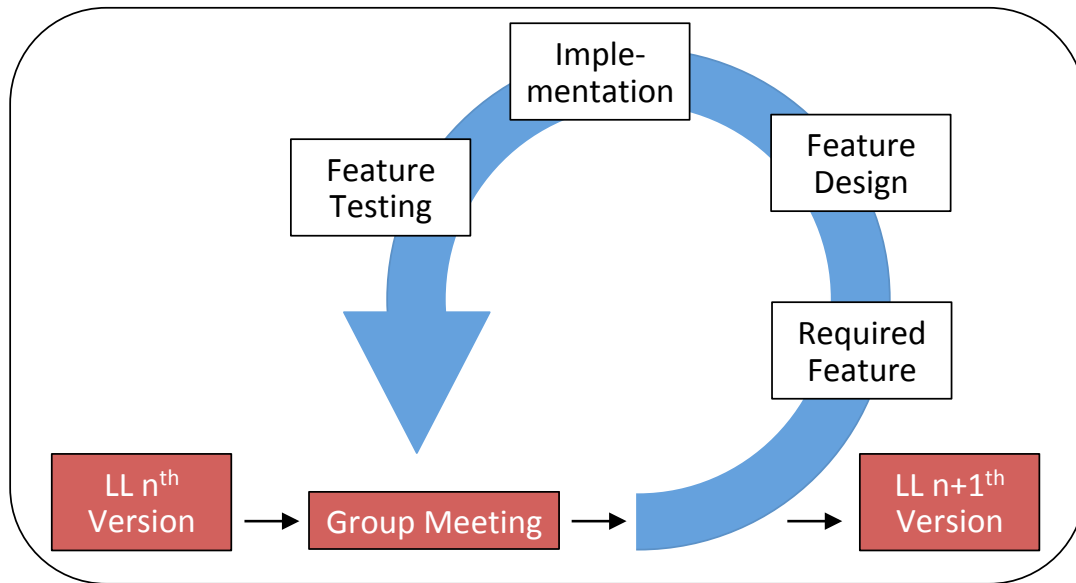 Imple-
mentation
Feature
Testing
Feature
Design
Required
Feature
LL nth
Version
Group Meeting
LL n+1th
Version